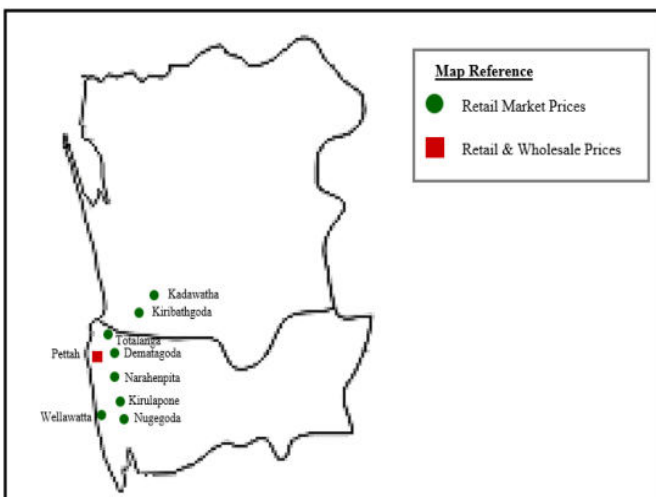 Map Reference
Retail Market Prices
Retail & Wholesale Prices
Kadawatha
Kiribathgoda
Totalanga
Pettah
Dematagoda
Narahenpita
Kirulapone
Wellawatta
Nugegoda